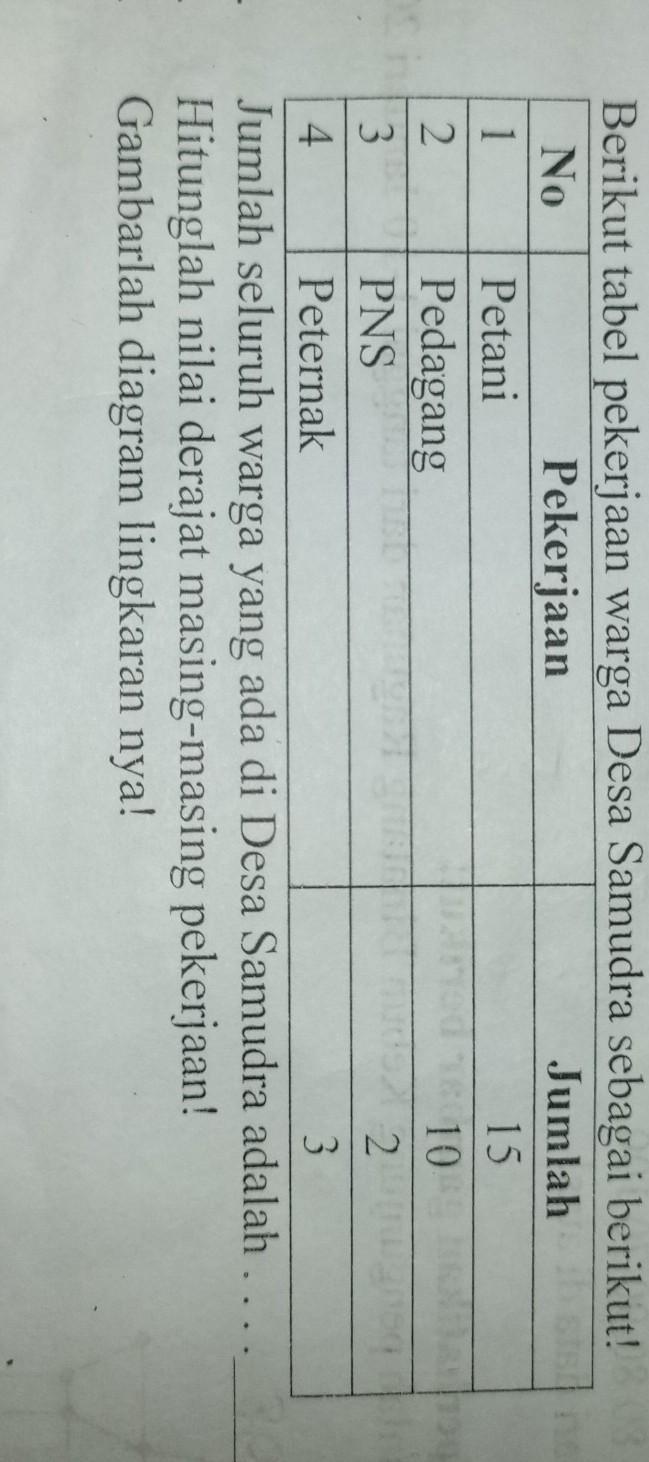 Berikut tabel pekerjaan warga Desa Samudra sebagai berikut!
No Pekerjaan Jumlah
1 Petani 15
2 Pedagang 10
3 PNS 2
4 Peternak 3
Jumlah seluruh warga yang ada di Desa Samudra adalah . . . .
Hitunglah nilai derajat masing-masing pekerjaan!
Gambarlah diagram lingkaran nya!